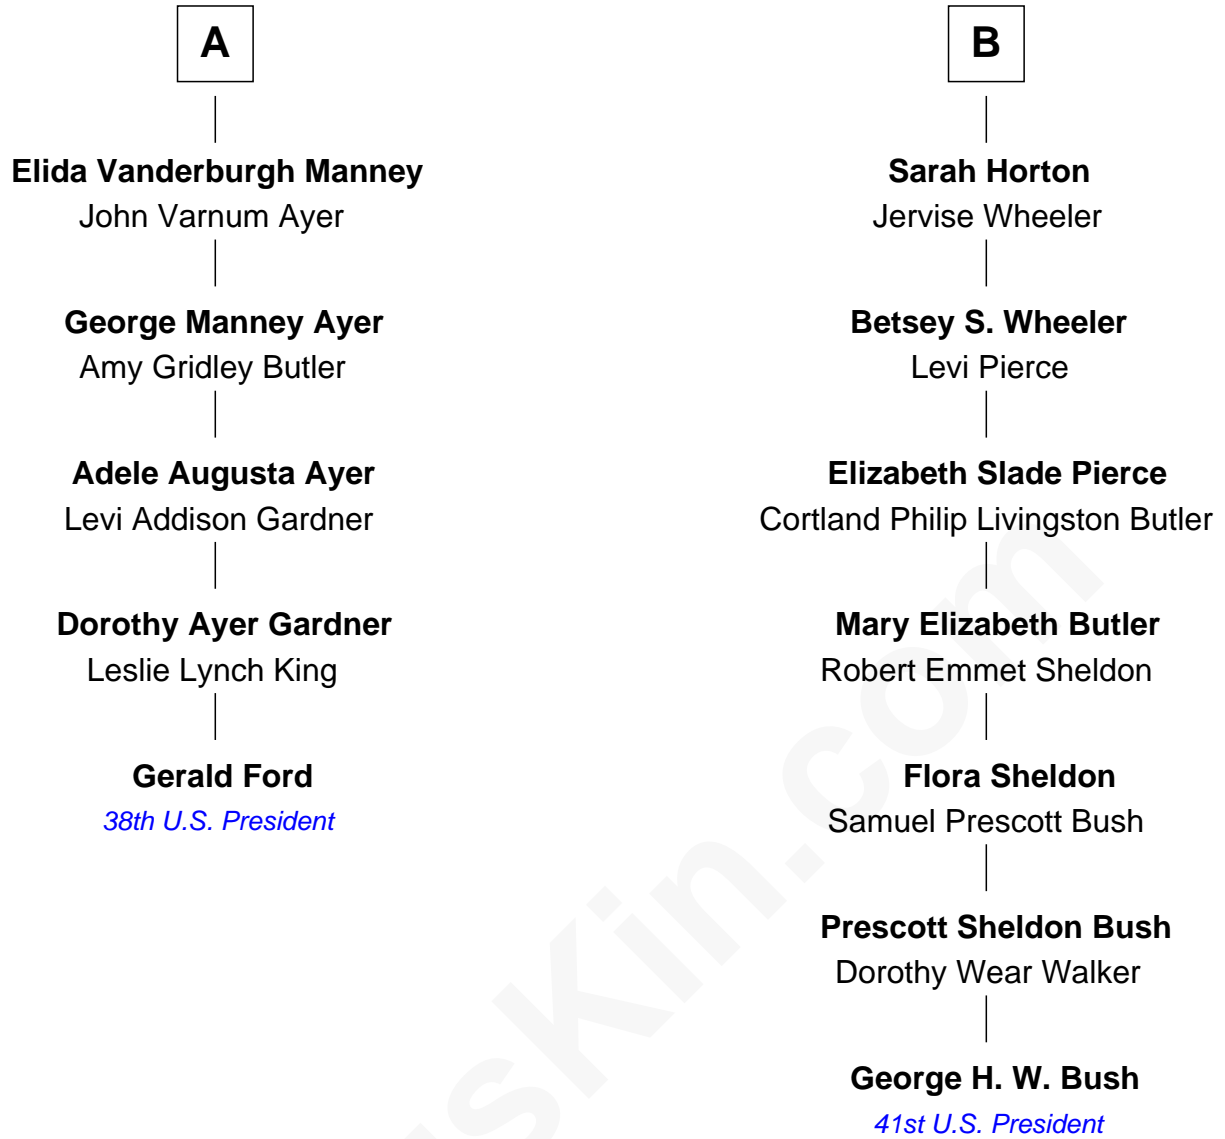 A
Elida Vanderburgh Manney
John Varnum Ayer
George Manney Ayer
Amy Gridley Butler
Adele Augusta Ayer
Levi Addison Gardner
Dorothy Ayer Gardner
Leslie Lynch King
Gerald Ford
38th U.S. President
B
Sarah Horton
Jervise Wheeler
Betsey S. Wheeler
Levi Pierce
Elizabeth Slade Pierce
Cortland Philip Livingston Butler
Mary Elizabeth Butler
Robert Emmet Sheldon
Flora Sheldon
Samuel Prescott Bush
Prescott Sheldon Bush
Dorothy Wear Walker
George H. W. Bush
41st U.S. President
usKin.com